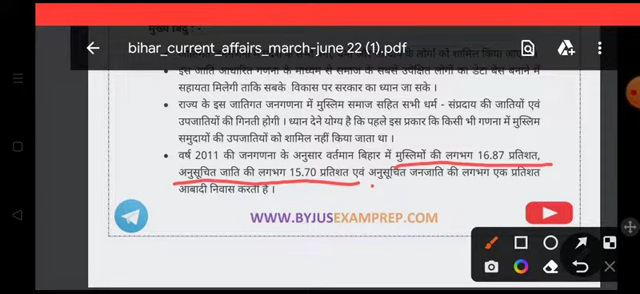 मुख्य बिंदु : -
bihar_current_affairs_march-june 22 (1).pdf
के लोगों को शामिल किया जाए
इस जाति आधारित गणना के माध्यम से समाज के सबसे उपेक्षित लोगों का डेटा बैस बनाने में
सहायता मिलेगी ताकि सबके विकास पर सरकार का ध्यान जा सके ।
राज्य के इस जातिगत जनगणना में मुस्लिम समाज सहित सभी धर्म - संप्रदाय की जातियों एवं
उपजातियों की गिनती होगी । ध्यान देने योग्य है कि पहले इस प्रकार कि किसी भी गणना में मुस्लिम
समुदायों की उपजातियों को शामिल नहीं किया जाता था ।
वर्ष 2011 की जनगणना के अनुसार वर्तमान बिहार में मुस्लिमों की लगभग 16.87 प्रतिशत,
अनुसूचित जाति की लगभग 15.70 प्रतिशत एवं अनुसूचित जनजाति की लगभग एक प्रतिशत
आबादी निवास करती है ।
WWW.BYJUSEXAMPREP.COM